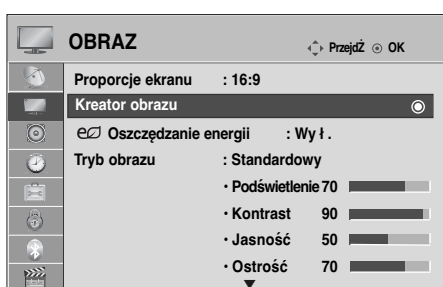 OBRAZ PrzejdŹ OK
Proporcje ekranu : 16:9
Kreator obrazu
Oszczędzanie energii : Wył.
Tryb obrazu : Standardowy
• Podświetlenie 70
• Kontrast 90
• Jasność 50
• Ostrość 70